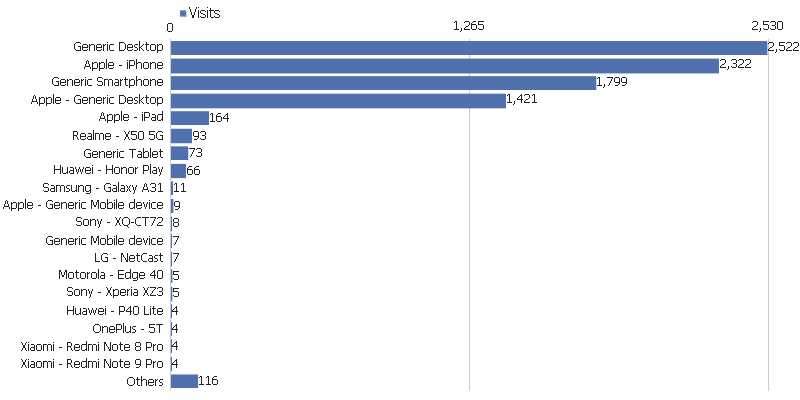 Visits
0 1,265 2,530
Generic Desktop 2,522
Apple - iPhone 2,322
Generic Smartphone 1,799
Apple - Generic Desktop 1,421
Apple - iPad 164
Realme - X50 5G 93
Generic Tablet 73
Huawei - Honor Play 66
Samsung - Galaxy A31 11
Apple - Generic Mobile device 9
Sony - XQ-CT72 8
Generic Mobile device 7
LG - NetCast 7
Motorola - Edge 40 5
Sony - Xperia XZ3 5
Huawei - P40 Lite 4
OnePlus - 5T 4
Xiaomi - Redmi Note 8 Pro 4
Xiaomi - Redmi Note 9 Pro 4
Others 116